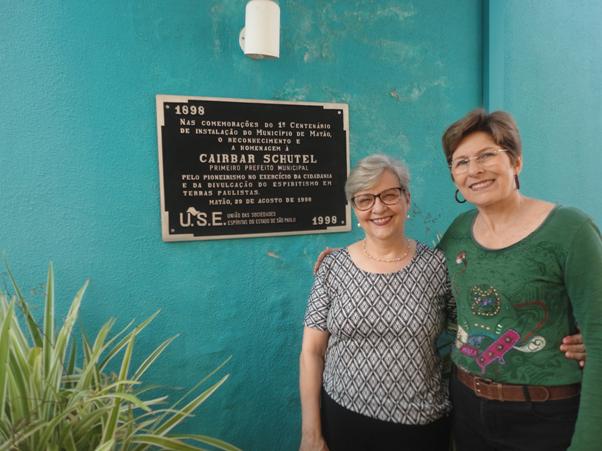 1898
Nas comemorações do 1º Centenário
de instalação do Município de Matão,
o reconhecimento e
a homenagem à
CAIRBAR SCHUTEL
PRIMEIRO PREFEITO MUNICIPAL
pelo pioneirismo no exercício da cidadania
e da divulgação do espiritismo em
terras paulistas.
Matão, 29 de agosto de 1998
U.S.E. UNIÃO DAS SOCIEDADES
ESPÍRITAS DO ESTADO DE SÃO PAULO
1998